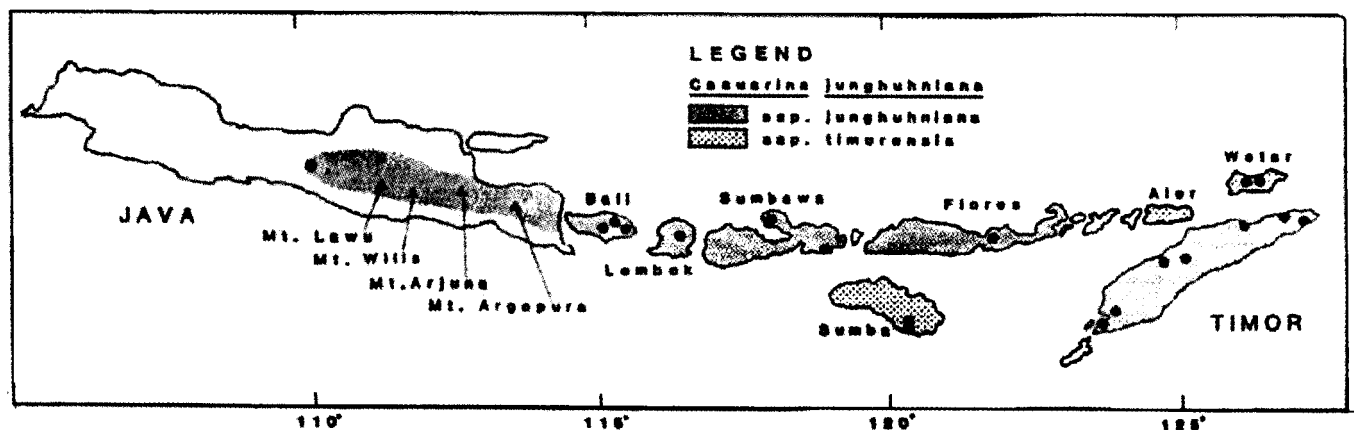 LEGEND
Casuarina junghuhniana
ssp. junghuhniana
ssp. timorensis
Wetar
Bali
Sumbawa
Flores
Alor
JAVA
Mt. Lawu
Mt. Wilis
Lombok
Mt. Arjuna
Mt. Argopura
Sumba
TIMOR
110°
115°
120°
125°